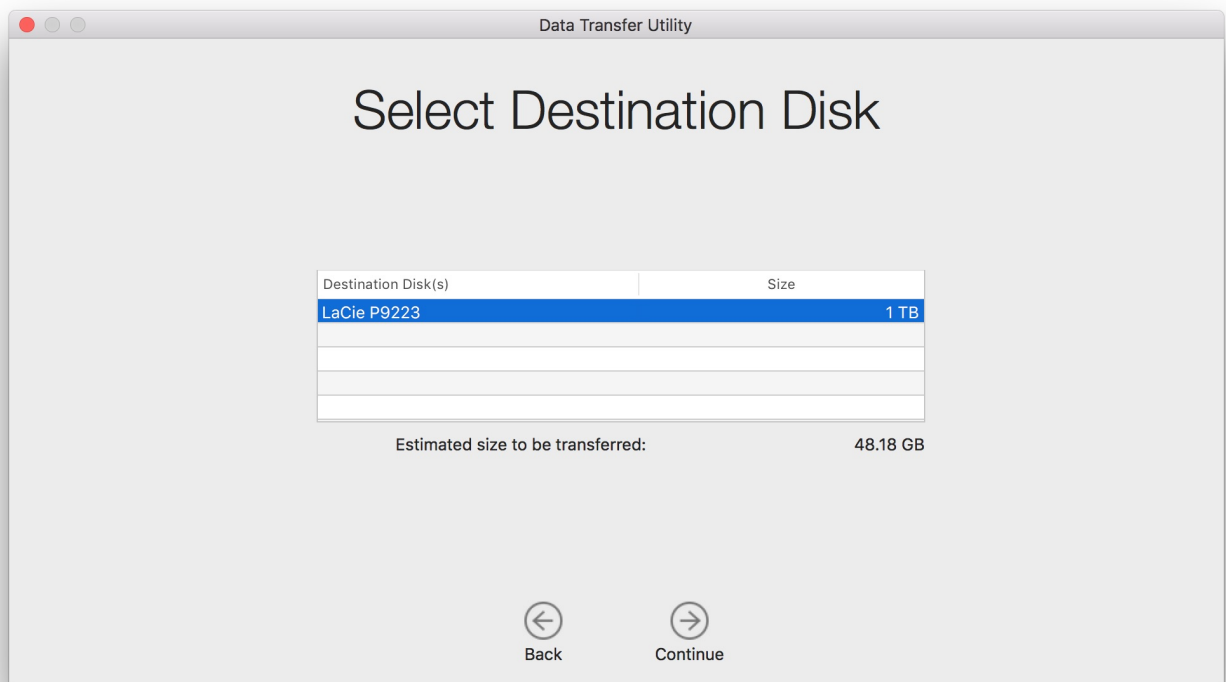 Data Transfer Utility
Select Destination Disk
Destination Disk(s) Size
LaCie P9223 1 TB
Estimated size to be transferred: 48.18 GB
Back Continue